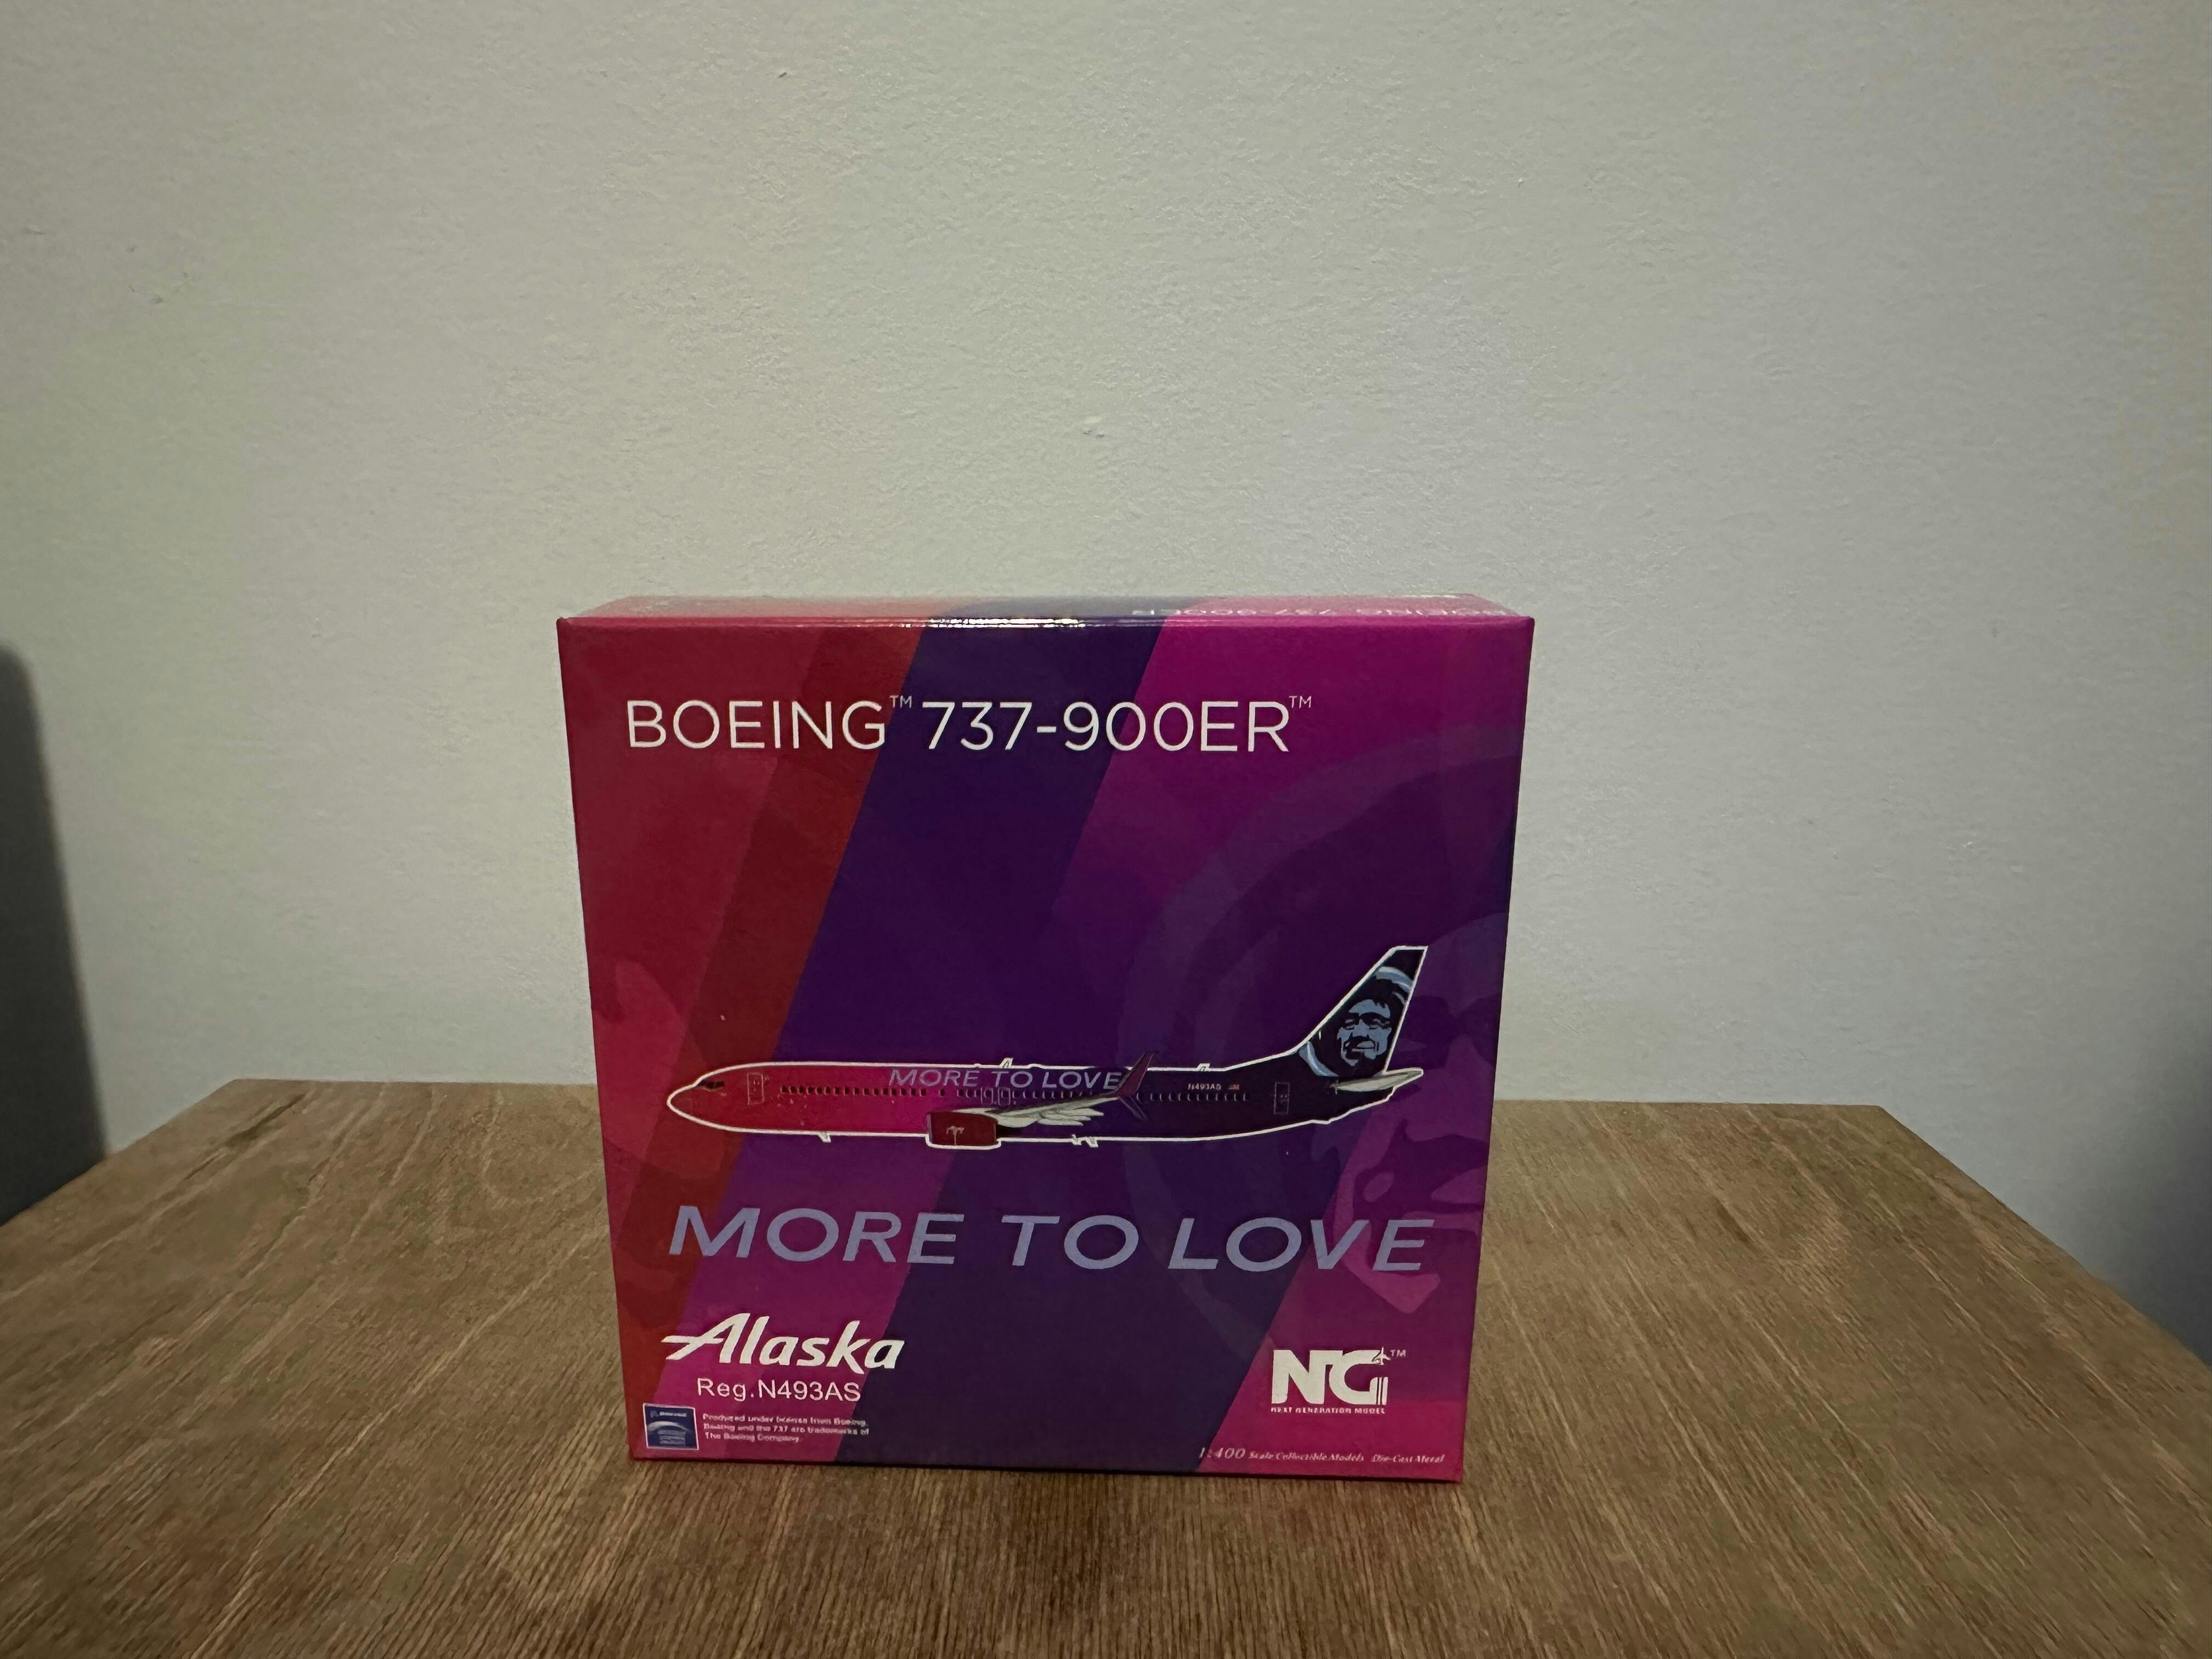 BOEING™ 737-900ER™
MORE TO LOVE
N493AS
MORE TO LOVE
Alaska
Reg.N493AS
NG™
NEXT GENERATION MODEL
Produced under license from Boeing.
Boeing and the 737 are trademarks of
The Boeing Company.
1:400 Scale Collectible Models Die-Cast Metal